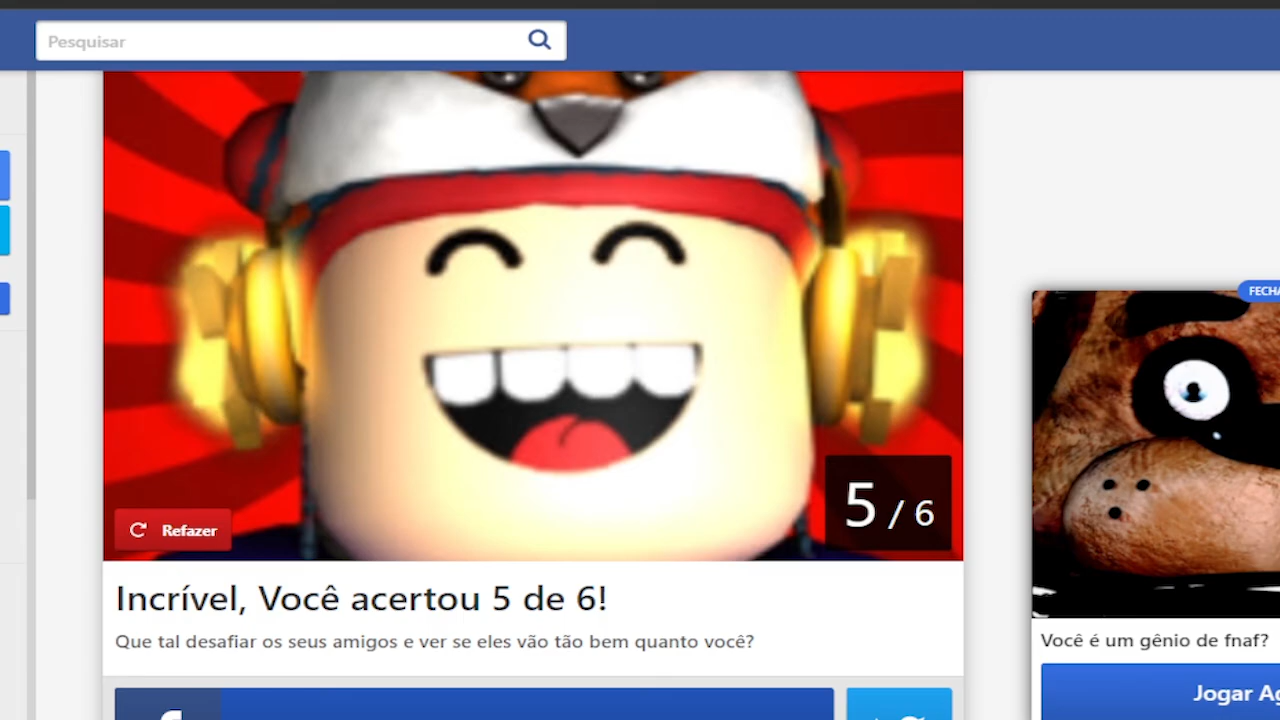 Pesquisar
5 / 6
Refazer
Incrível, Você acertou 5 de 6!
Que tal desafiar os seus amigos e ver se eles vão tão bem quanto você?
Você é um gênio de fnaf?
Jogar